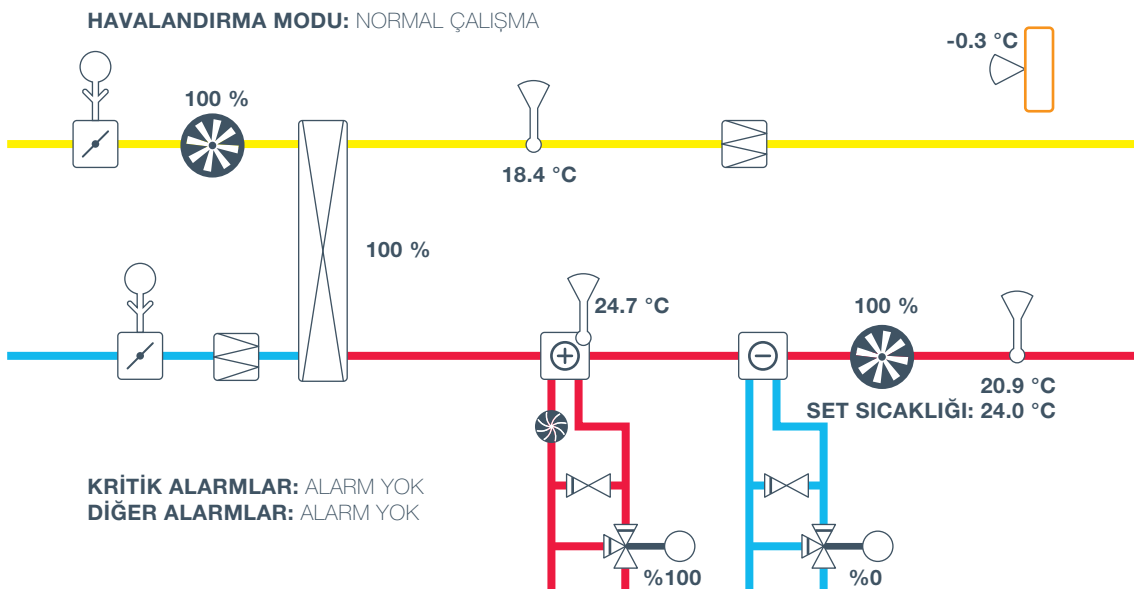 HAVALANDIRMA MODU: NORMAL ÇALIŞMA
-0.3 °C
100 %
18.4 °C
100 %
24.7 °C
100 %
20.9 °C
SET SICAKLIĞI: 24.0 °C
KRİTİK ALARMLAR: ALARM YOK
DİĞER ALARMLAR: ALARM YOK
%100
%0